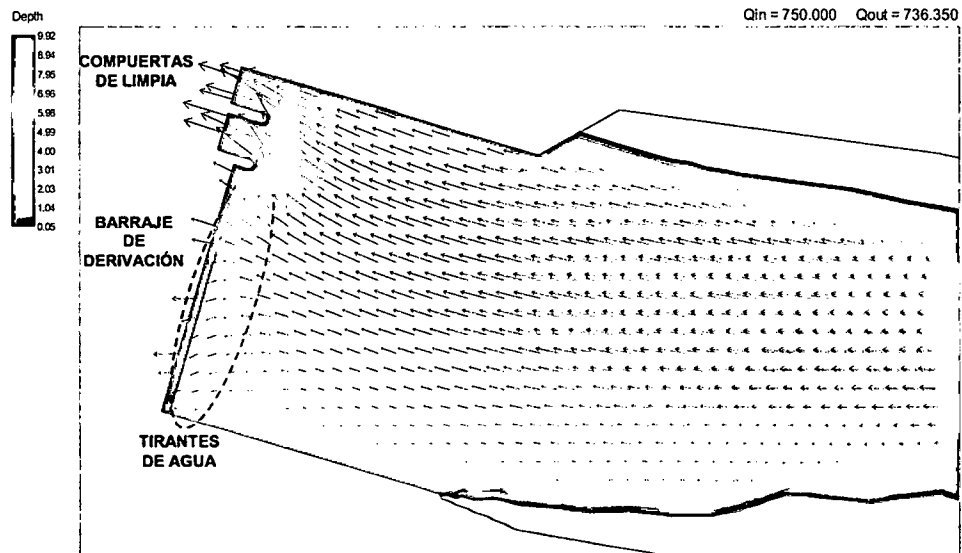 Depth
Qin = 750.000 Qout = 736.350
9.92
8.94
7.95
6.96
5.98
4.99
4.00
3.01
2.03
1.04
0.05
COMPUERTAS
DE LIMPIA
BARRAJE
DE
DERIVACIÓN
TIRANTES
DE AGUA